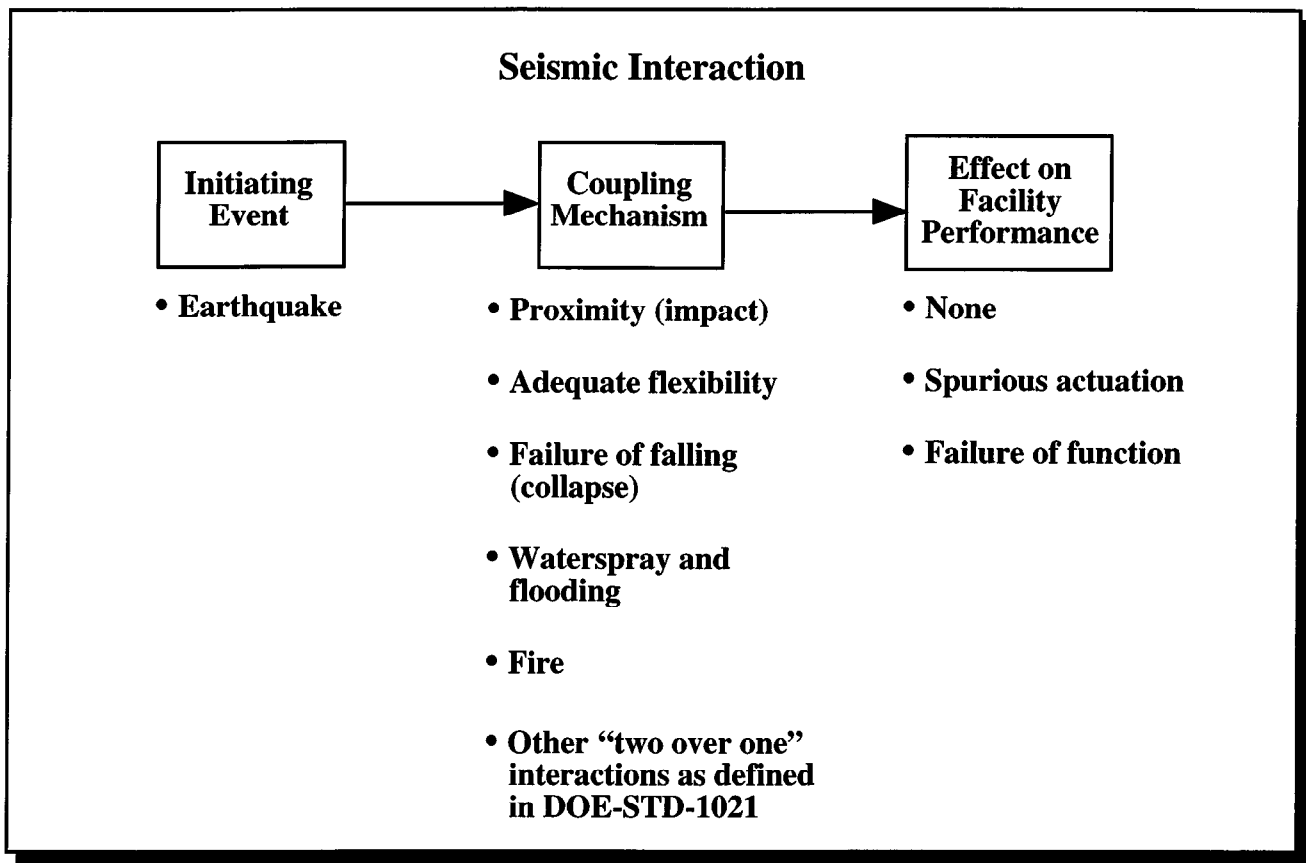 Seismic Interaction
Initiating
Event
Coupling
Mechanism
Effect on
Facility
Performance
• Earthquake
• Proximity (impact)
• Adequate flexibility
• Failure of falling
(collapse)
• Waterspray and
flooding
• Fire
• Other “two over one”
interactions as defined
in DOE-STD-1021
• None
• Spurious actuation
• Failure of function